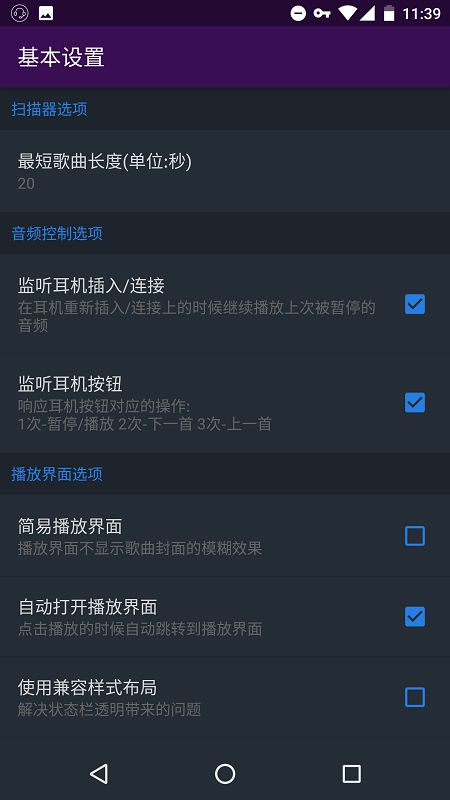 11:39
基本设置
扫描器选项
最短歌曲长度(单位:秒)
20
音频控制选项
监听耳机插入/连接
在耳机重新插入/连接上的时候继续播放上次被暂停的
音频
监听耳机按钮
响应耳机按钮对应的操作:
1次-暂停/播放 2次-下一首 3次-上一首
播放界面选项
简易播放界面
播放界面不显示歌曲封面的模糊效果
自动打开播放界面
点击播放的时候自动跳转到播放界面
使用兼容样式布局
解决状态栏透明带来的问题